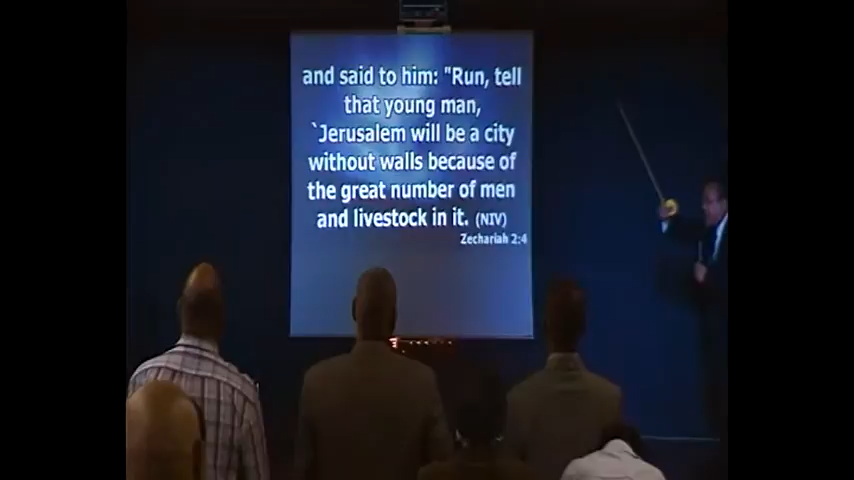 and said to him: "Run, tell
that young man,
`Jerusalem will be a city
without walls because of
the great number of men
and livestock in it. (NIV)
Zechariah 2:4